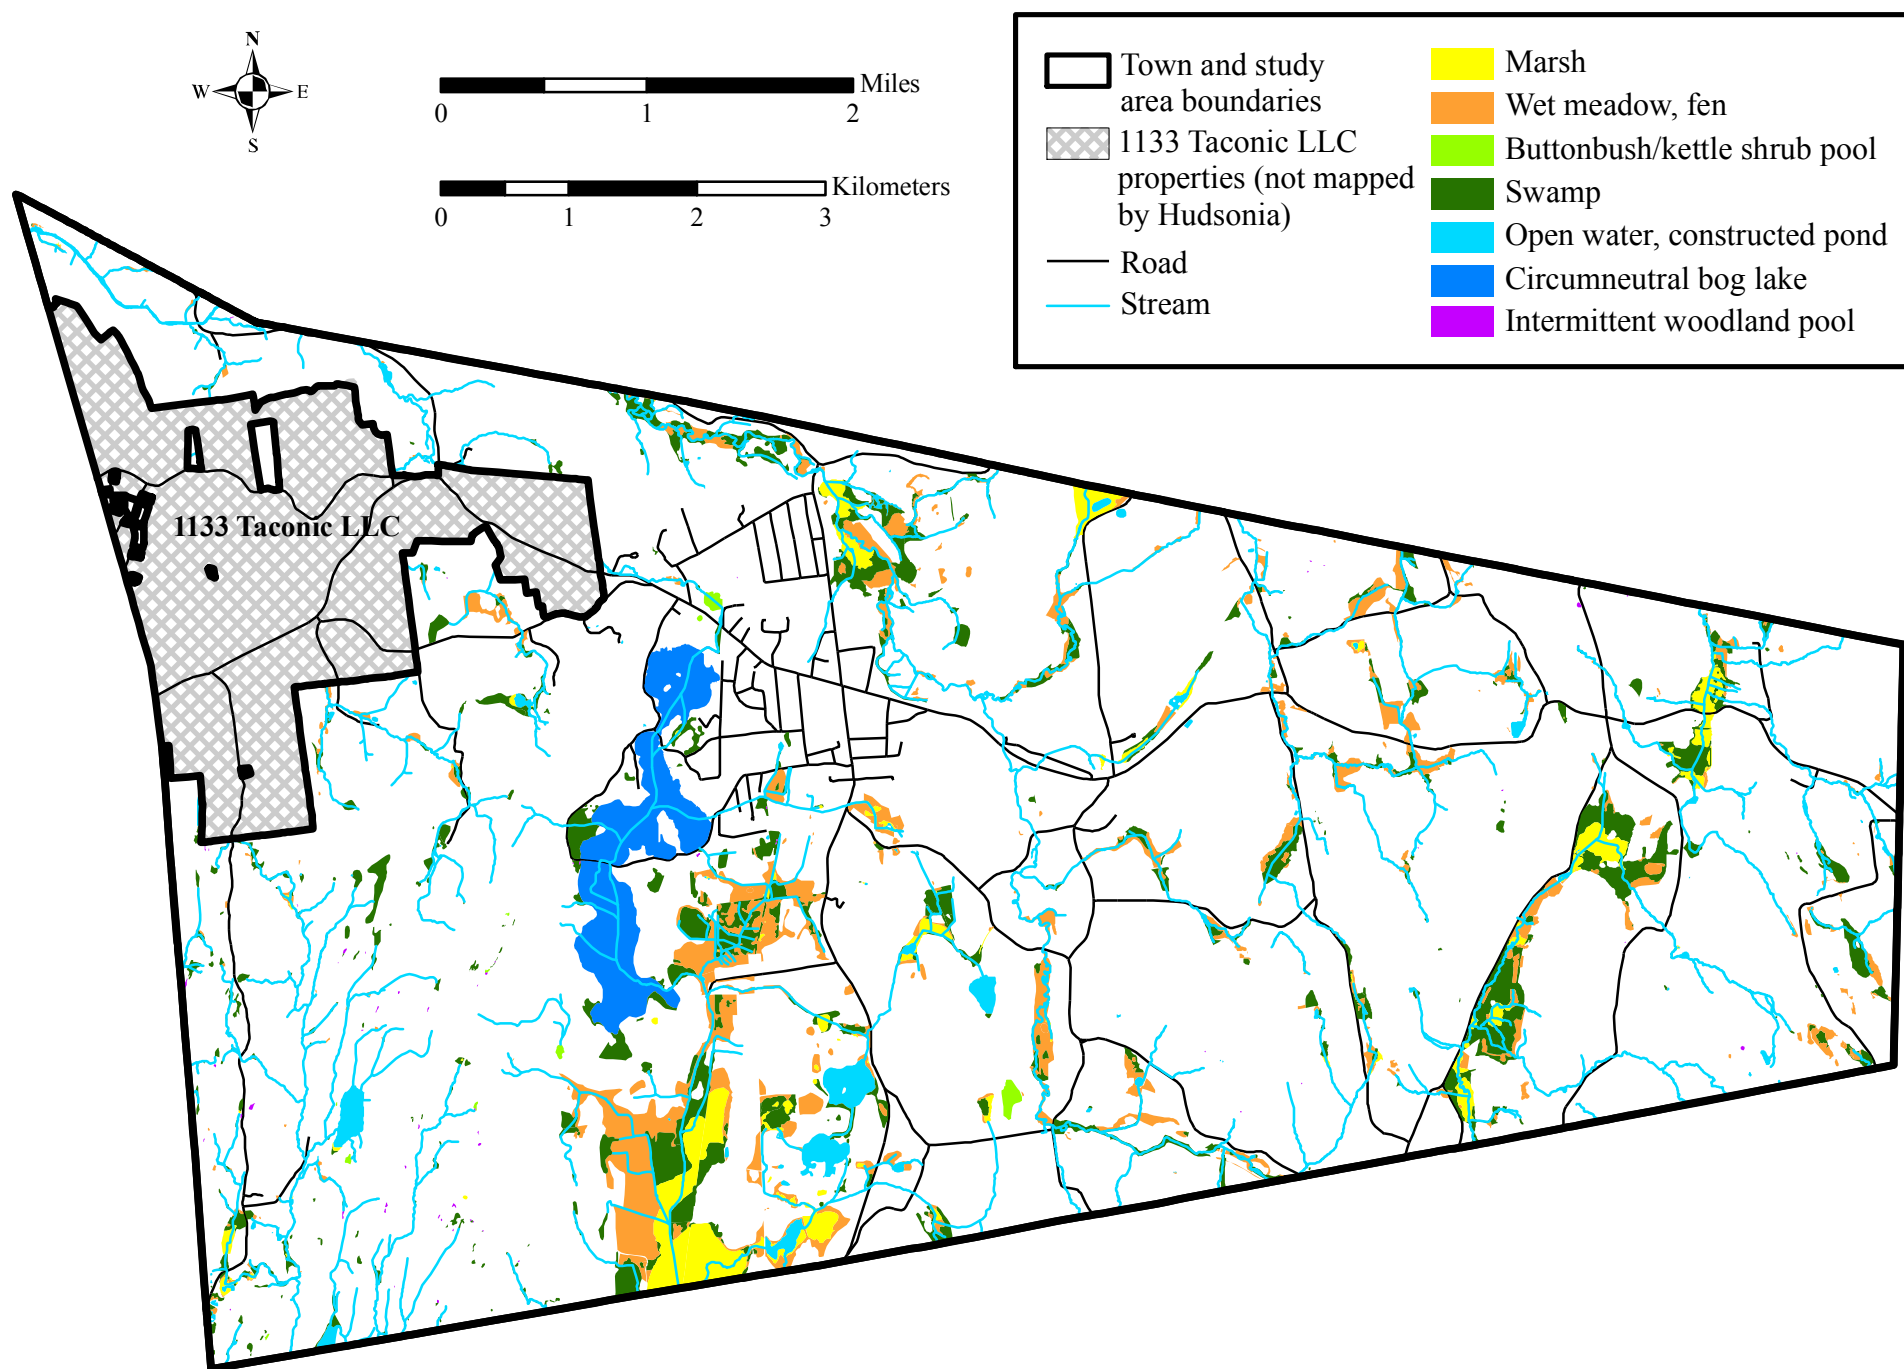 N
W E
S
Miles
0 1 2
Kilometers
0 1 2 3
Town and study
area boundaries
1133 Taconic LLC
properties (not mapped
by Hudsonia)
Road
Stream
Marsh
Wet meadow, fen
Buttonbush/kettle shrub pool
Swamp
Open water, constructed pond
Circumneutral bog lake
Intermittent woodland pool
1133 Taconic LLC